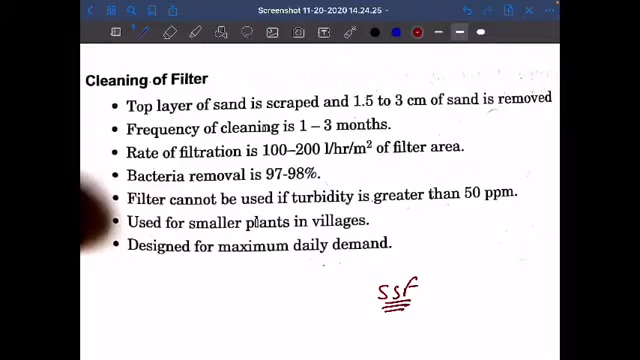 Screenshot 11-20-2020 14.24.25
Cleaning of Filter
• Top layer of sand is scraped and 1.5 to 3 cm of sand is removed
• Frequency of cleaning is 1 – 3 months.
• Rate of filtration is 100–200 l/hr/m² of filter area.
• Bacteria removal is 97-98%.
• Filter cannot be used if turbidity is greater than 50 ppm.
• Used for smaller plants in villages.
• Designed for maximum daily demand.
SSF